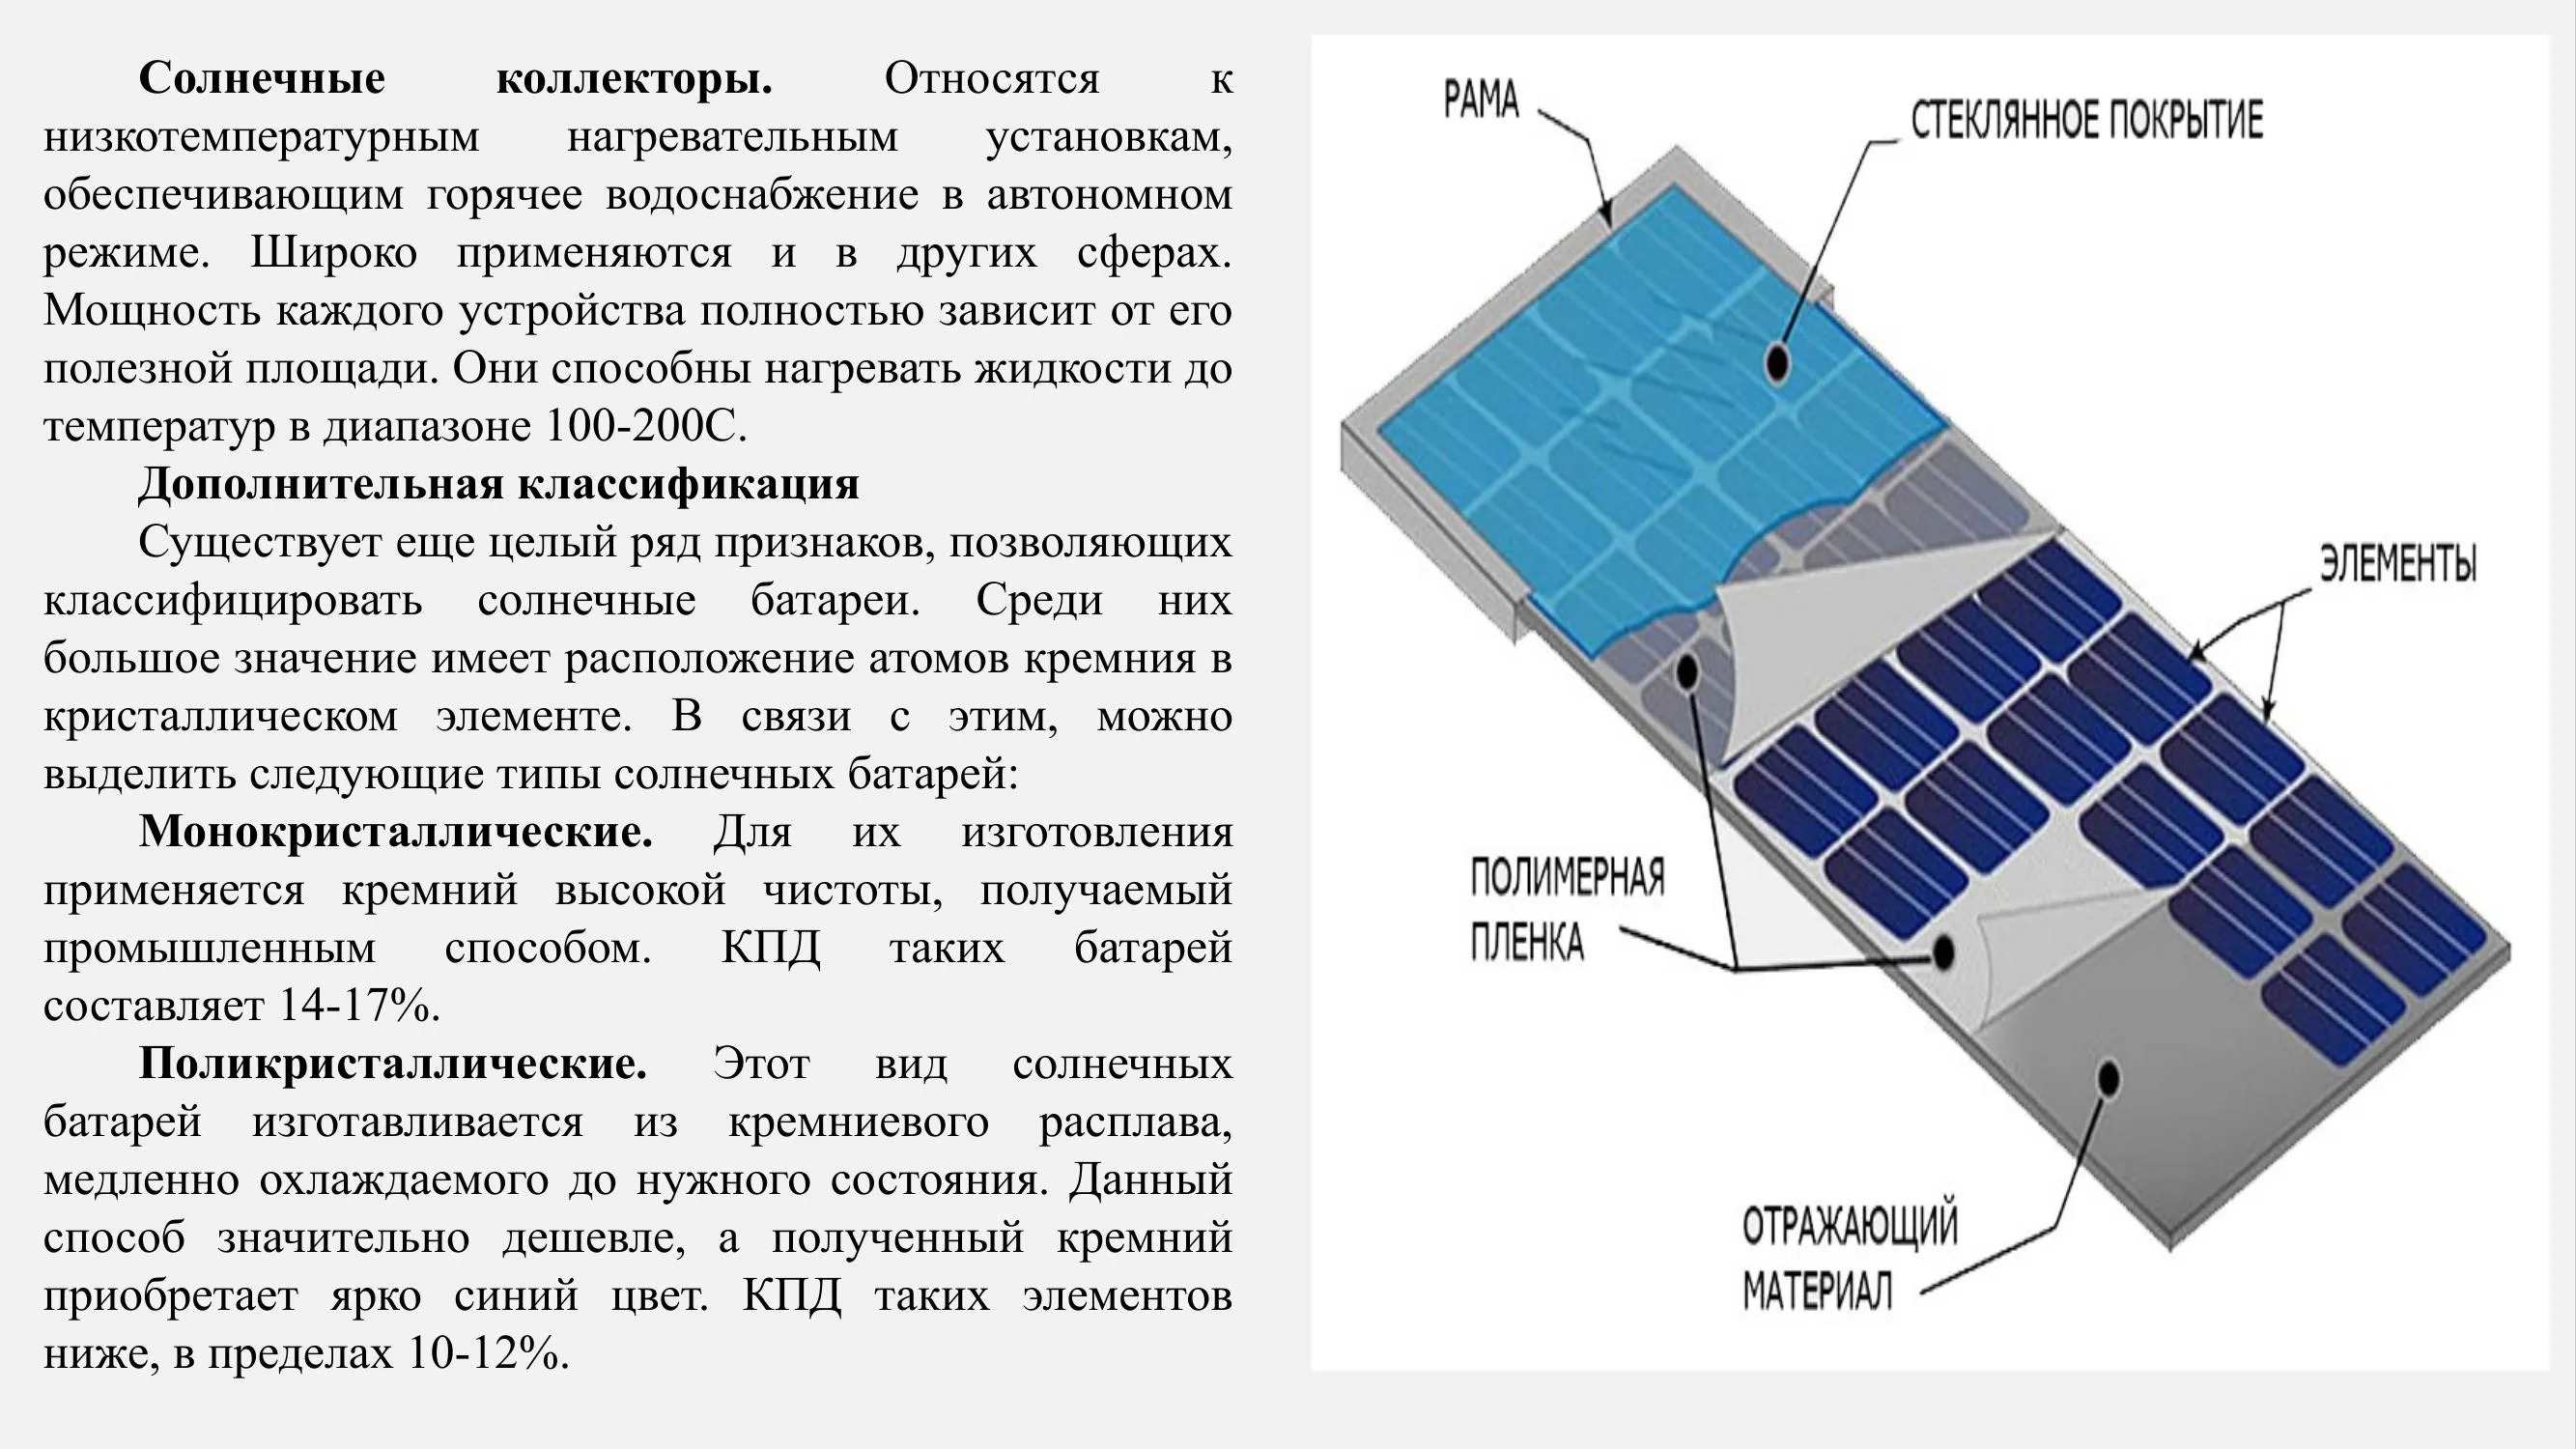 Солнечные коллекторы. Относятся к
низкотемпературным нагревательным установкам,
обеспечивающим горячее водоснабжение в автономном
режиме. Широко применяются и в других сферах.
Мощность каждого устройства полностью зависит от его
полезной площади. Они способны нагревать жидкости до
температур в диапазоне 100-200С.
Дополнительная классификация
Существует еще целый ряд признаков, позволяющих
классифицировать солнечные батареи. Среди них
большое значение имеет расположение атомов кремния в
кристаллическом элементе. В связи с этим, можно
выделить следующие типы солнечных батарей:
Монокристаллические. Для их изготовления
применяется кремний высокой чистоты, получаемый
промышленным способом. КПД таких батарей
составляет 14-17%.
Поликристаллические. Этот вид солнечных
батарей изготавливается из кремниевого расплава,
медленно охлаждаемого до нужного состояния. Данный
способ значительно дешевле, а полученный кремний
приобретает ярко синий цвет. КПД таких элементов
ниже, в пределах 10-12%.
РАМА
СТЕКЛЯННОЕ ПОКРЫТИЕ
ЭЛЕМЕНТЫ
ПОЛИМЕРНАЯ
ПЛЕНКА
ОТРАЖАЮЩИЙ
МАТЕРИАЛ